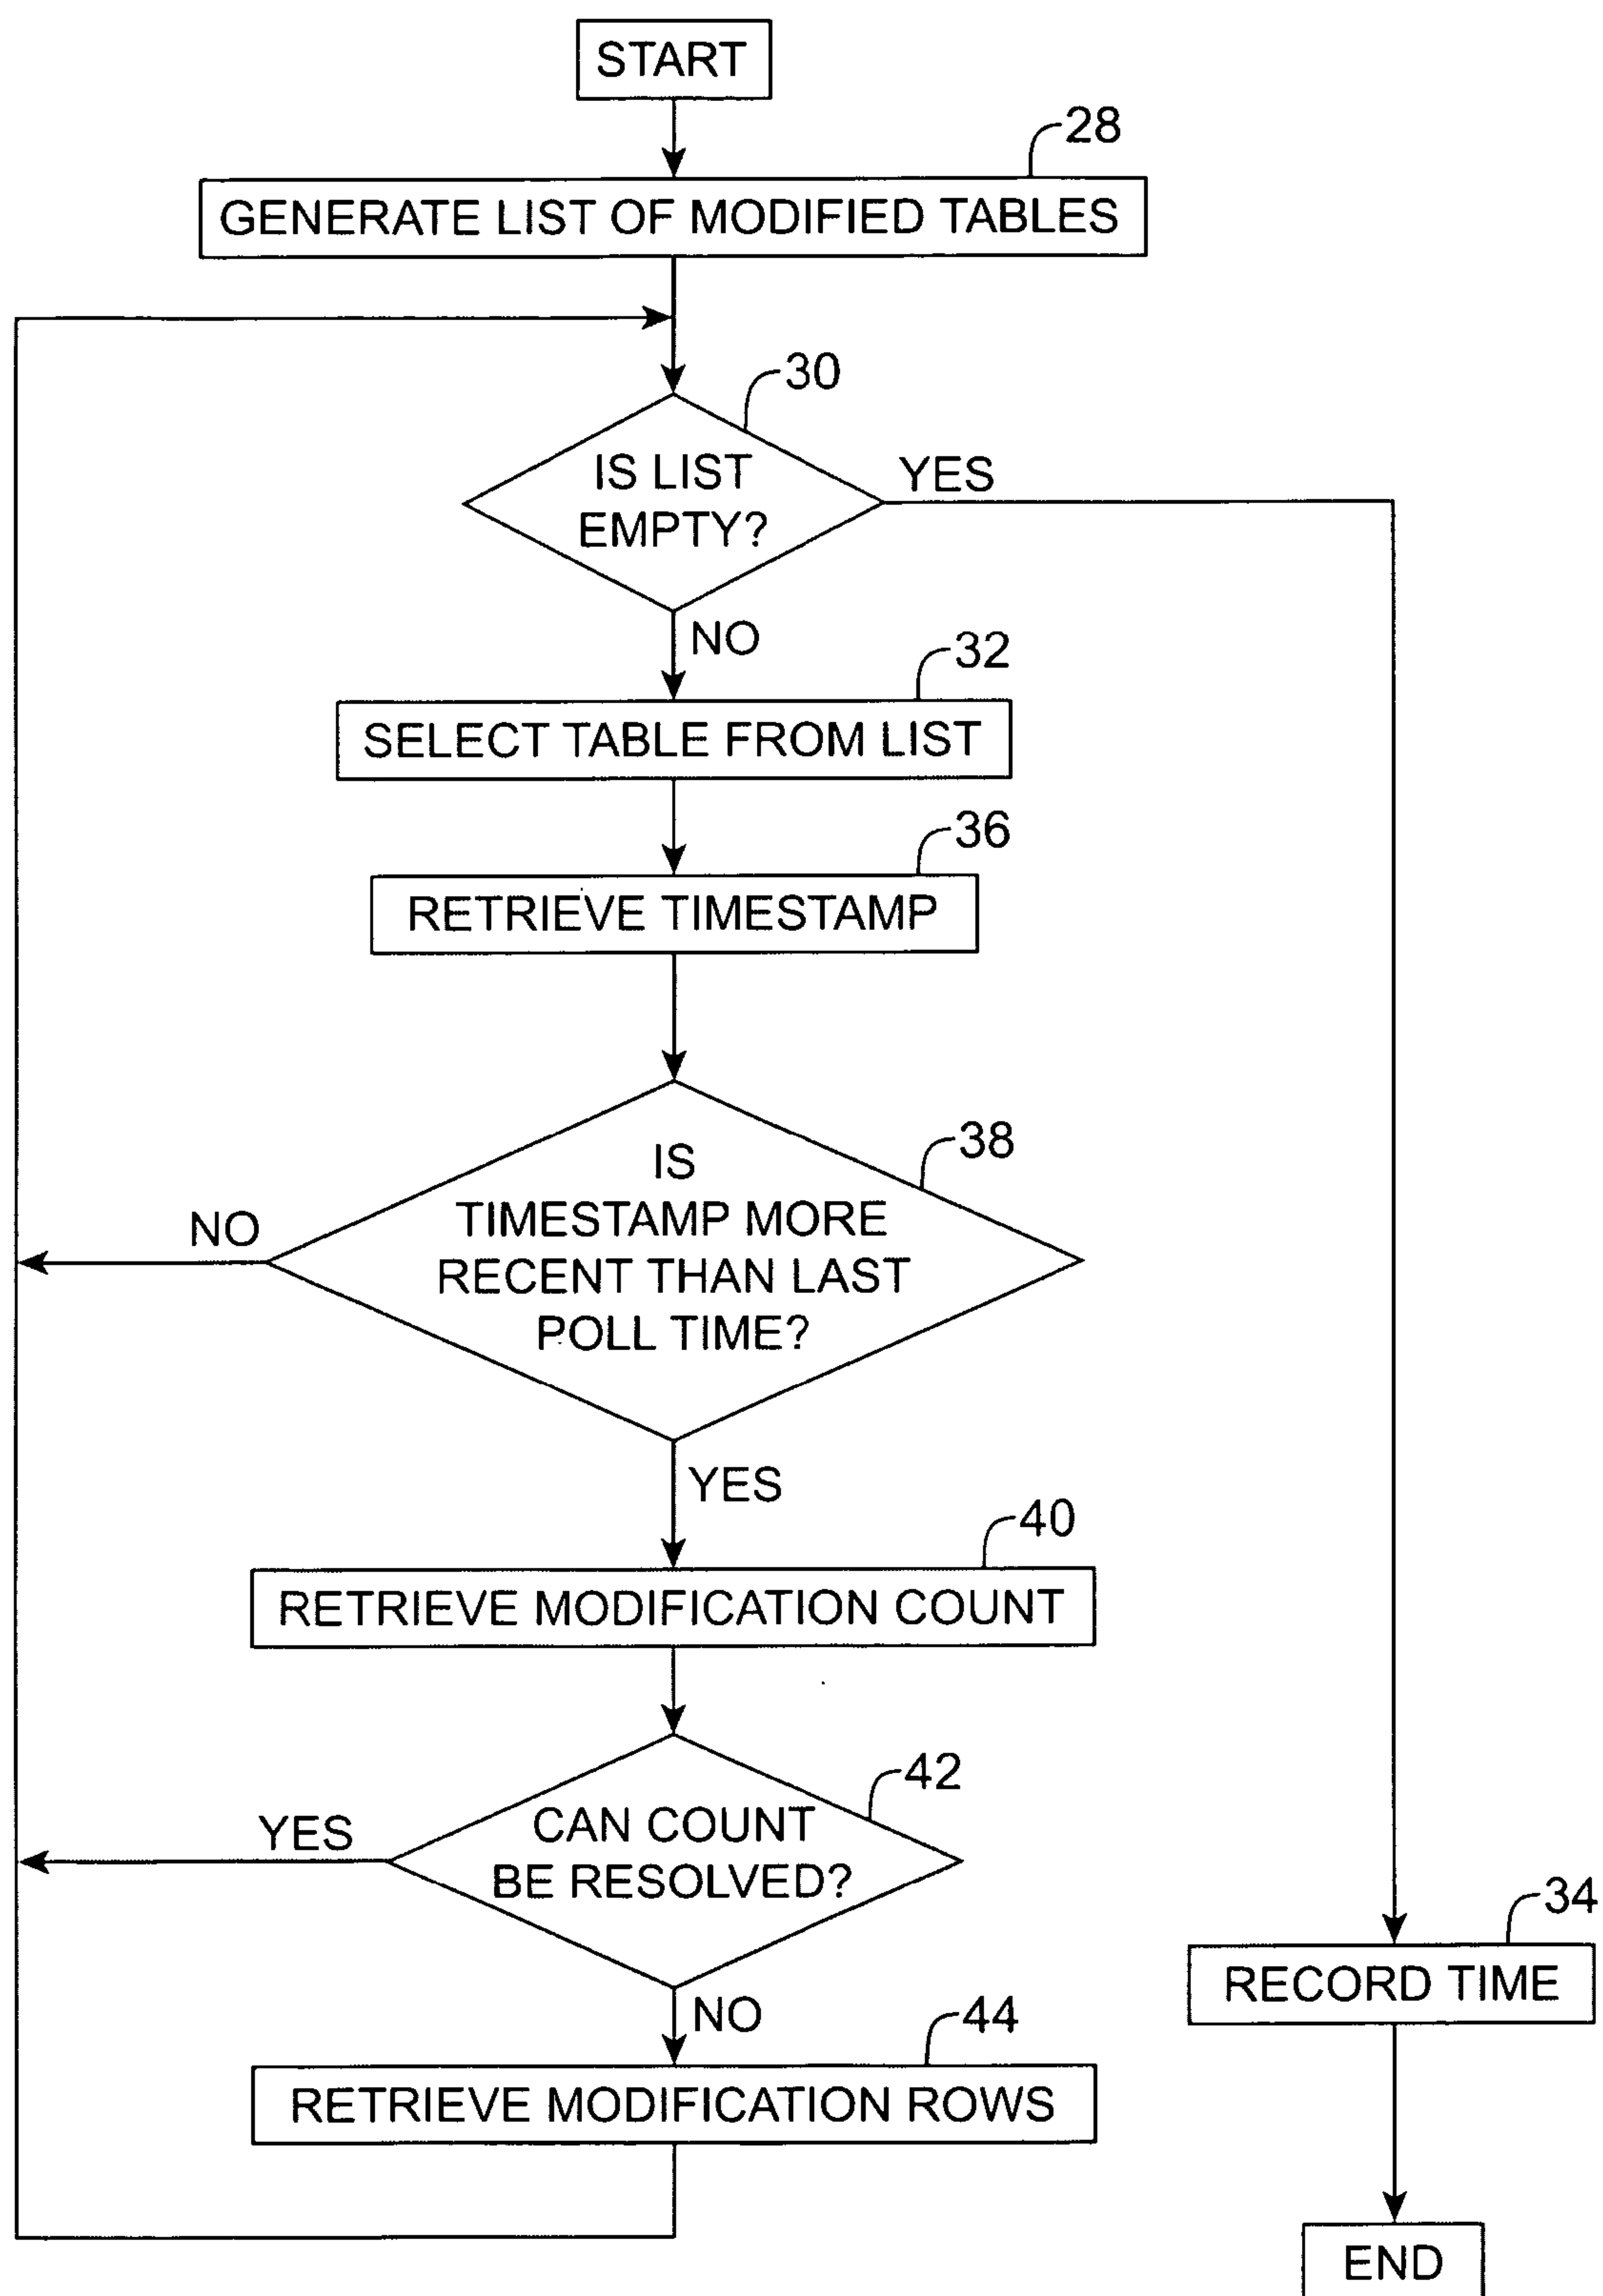 START
28
GENERATE LIST OF MODIFIED TABLES
30
IS LIST
EMPTY?
YES
NO
32
SELECT TABLE FROM LIST
36
RETRIEVE TIMESTAMP
38
IS
TIMESTAMP MORE
RECENT THAN LAST
POLL TIME?
NO
YES
40
RETRIEVE MODIFICATION COUNT
42
CAN COUNT
BE RESOLVED?
YES
NO
44
RETRIEVE MODIFICATION ROWS
34
RECORD TIME
END